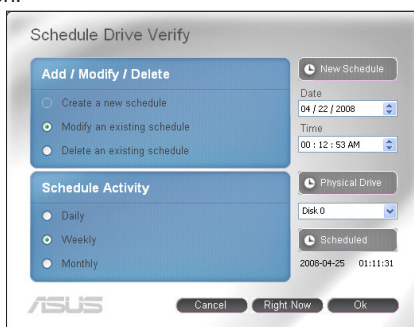 Schedule Drive Verify
Add / Modify / Delete
Create a new schedule
Modify an existing schedule
Delete an existing schedule
New Schedule
Date
04 / 22 / 2008
Time
00 : 12 : 53 AM
Schedule Activity
Daily
Weekly
Monthly
Physical Drive
Disk 0
Scheduled
2008-04-25 01:11:31
ASUS
Cancel Right Now Ok